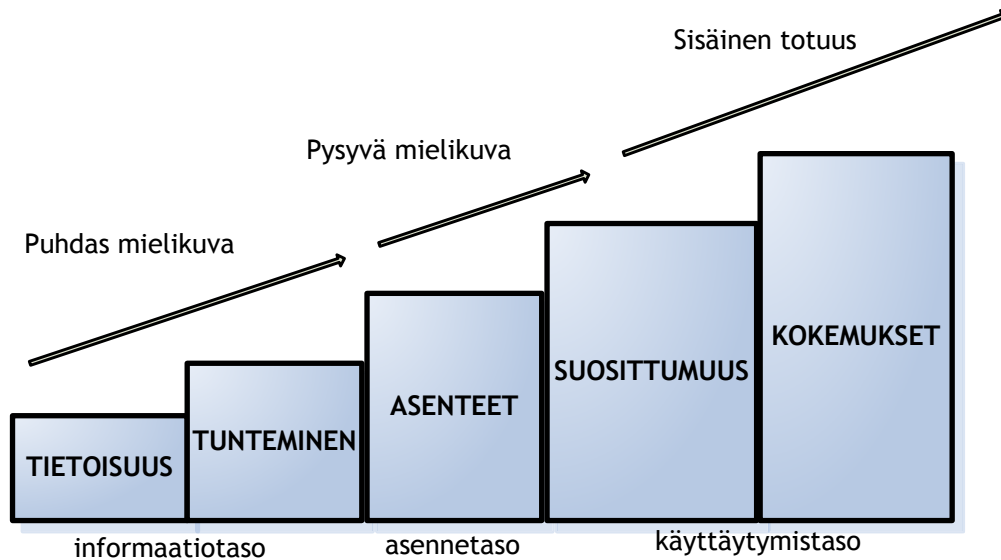 Sisäinen totuus
Pysyvä mielikuva
Puhdas mielikuva
KOKEMUKSET
SUOSITTUMUUS
ASENTEET
TUNTEMINEN
TIETOISUUS
informaatiotaso
asennetaso
käyttäytymistaso